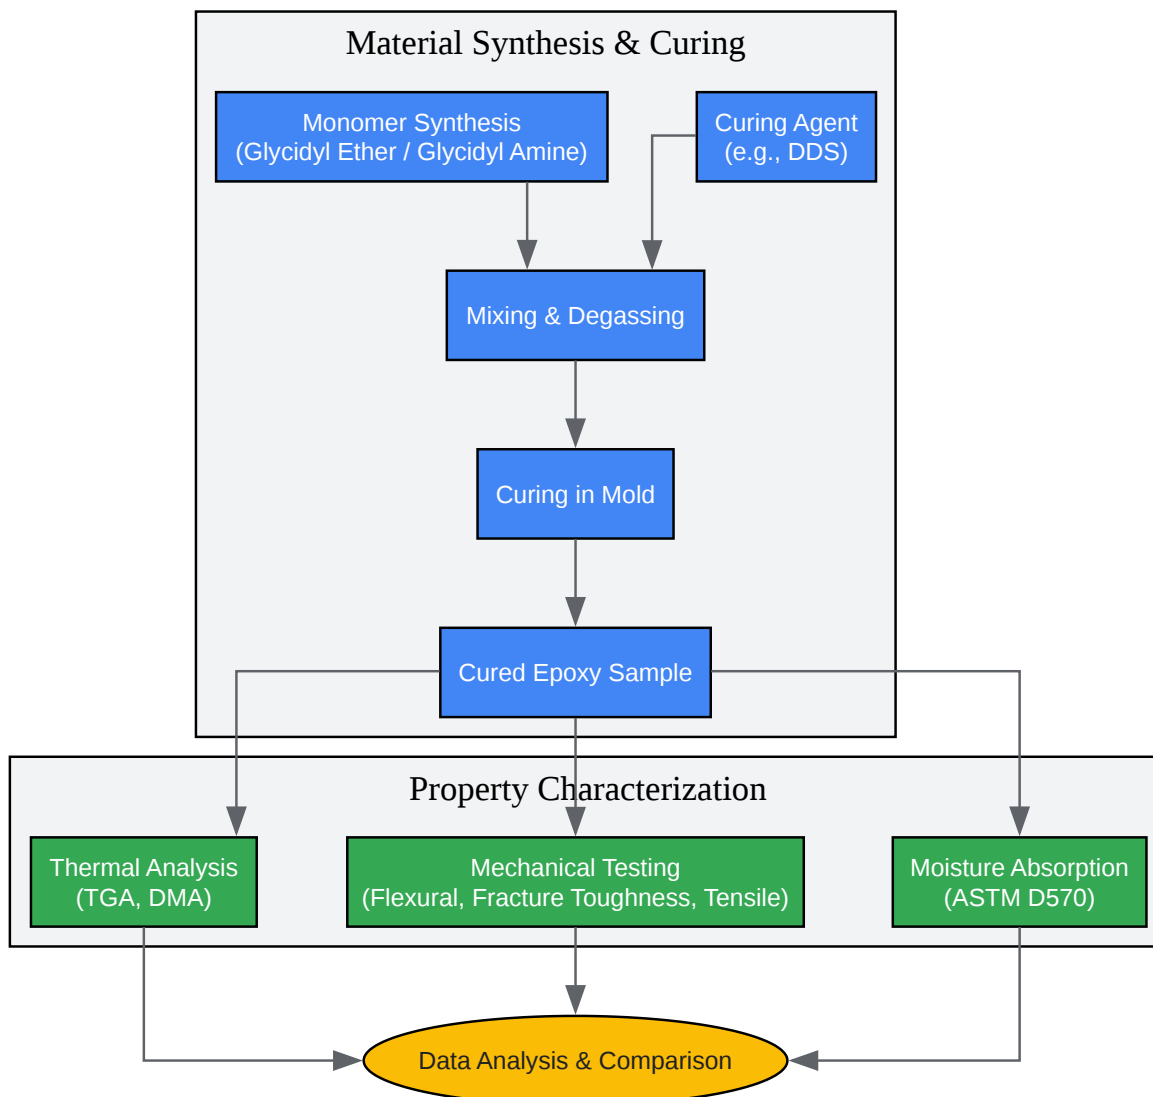 Material Synthesis & Curing
Monomer Synthesis
(Glycidyl Ether / Glycidyl Amine)
Curing Agent
(e.g., DDS)
Mixing & Degassing
Curing in Mold
Cured Epoxy Sample
Property Characterization
Thermal Analysis
(TGA, DMA)
Mechanical Testing
(Flexural, Fracture Toughness, Tensile)
Moisture Absorption
(ASTM D570)
Data Analysis & Comparison